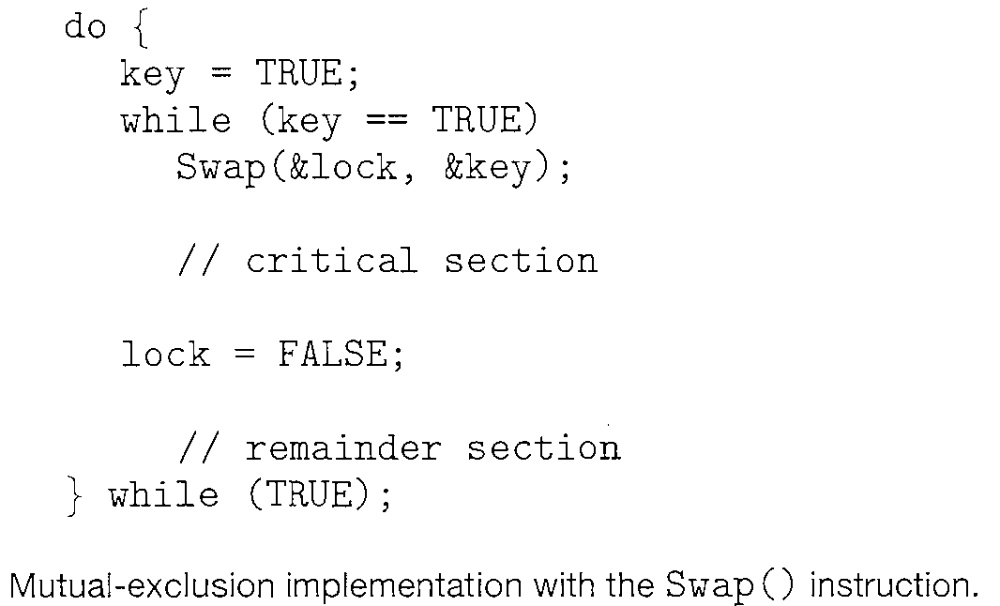 do {
key = TRUE;
while (key == TRUE)
Swap(&lock, &key);
// critical section
lock = FALSE;
// remainder section
} while (TRUE);
Mutual-exclusion implementation with the Swap() instruction.